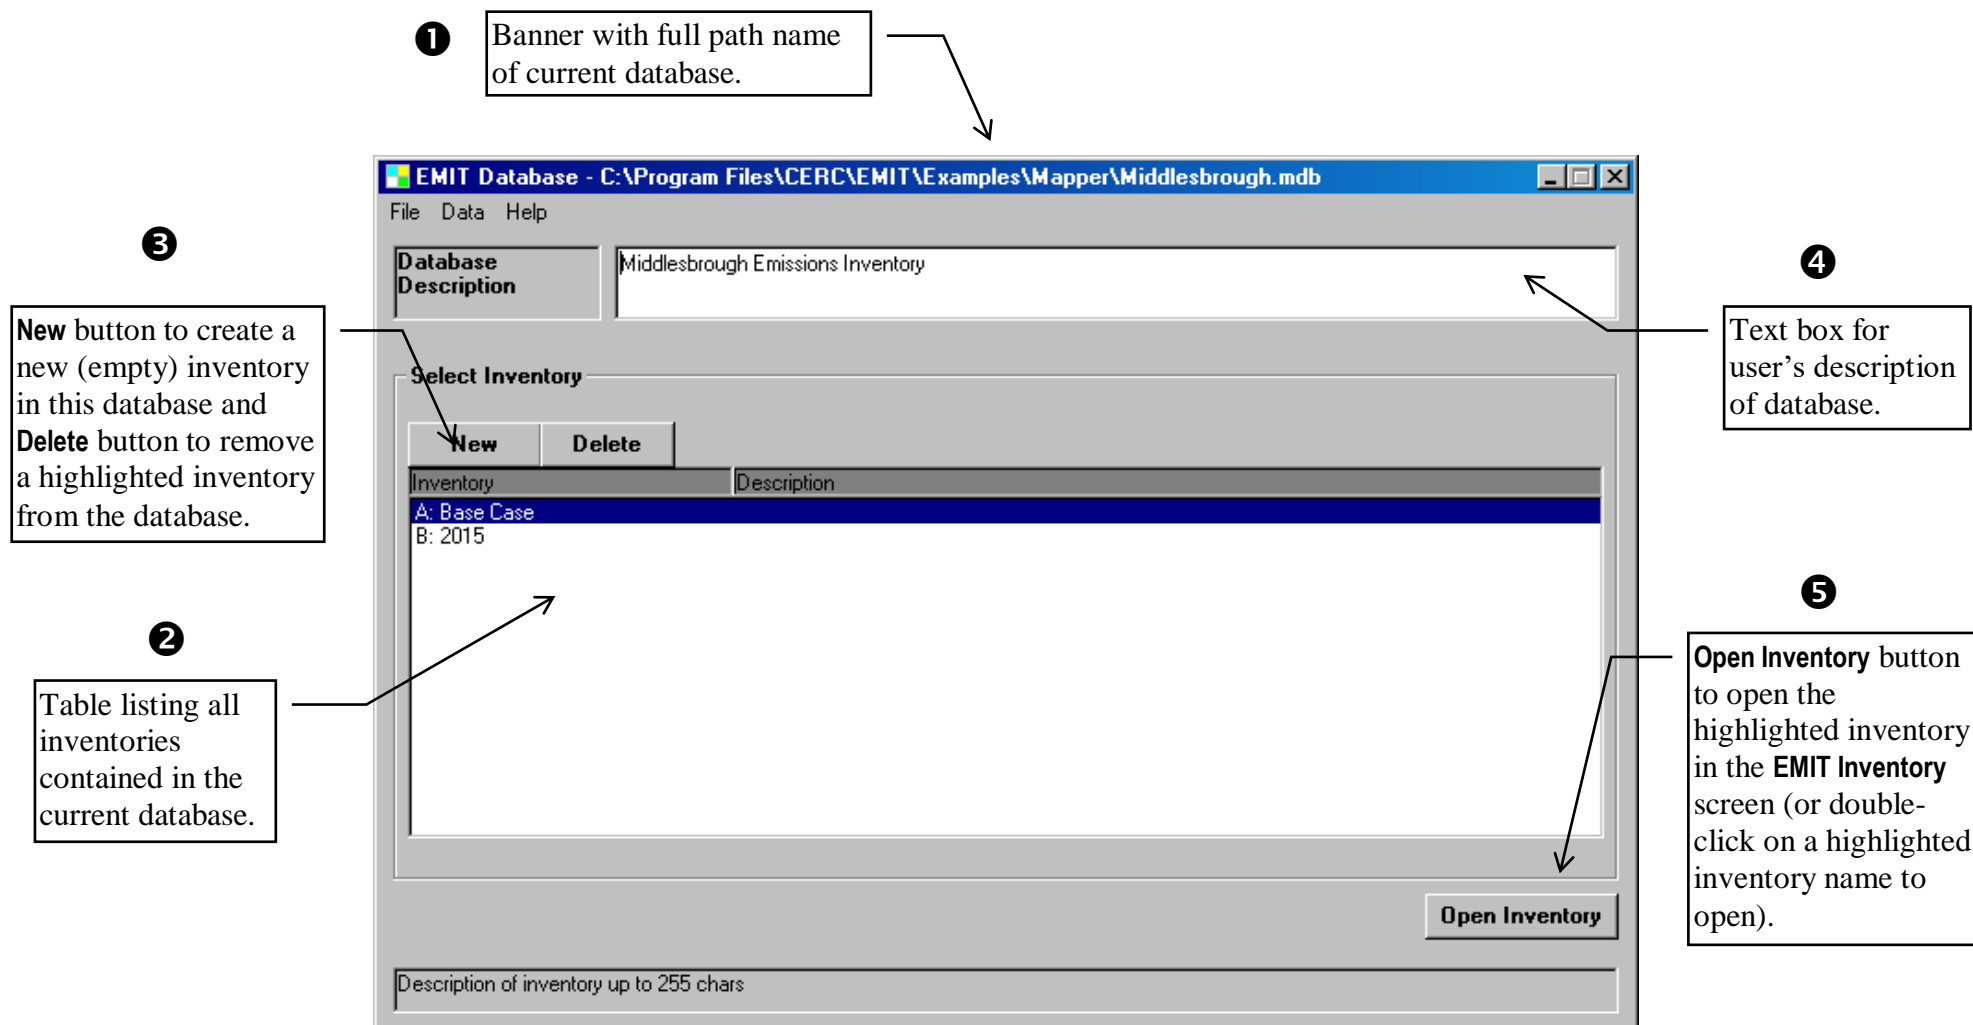 ❶
Banner with full path name
of current database.
EMIT Database - C:\Program Files\CERC\EMIT\Examples\Mapper\Middlesbrough.mdb
File Data Help
❸
Database
Description
Middlesbrough Emissions Inventory
❹
New button to create a
new (empty) inventory
in this database and
Delete button to remove
a highlighted inventory
from the database.
Text box for
user’s description
of database.
Select Inventory
New Delete
Inventory Description
A: Base Case
B: 2015
❷
Table listing all
inventories
contained in the
current database.
❺
Open Inventory button
to open the
highlighted inventory
in the EMIT Inventory
screen (or double-
click on a highlighted
inventory name to
open).
Open Inventory
Description of inventory up to 255 chars